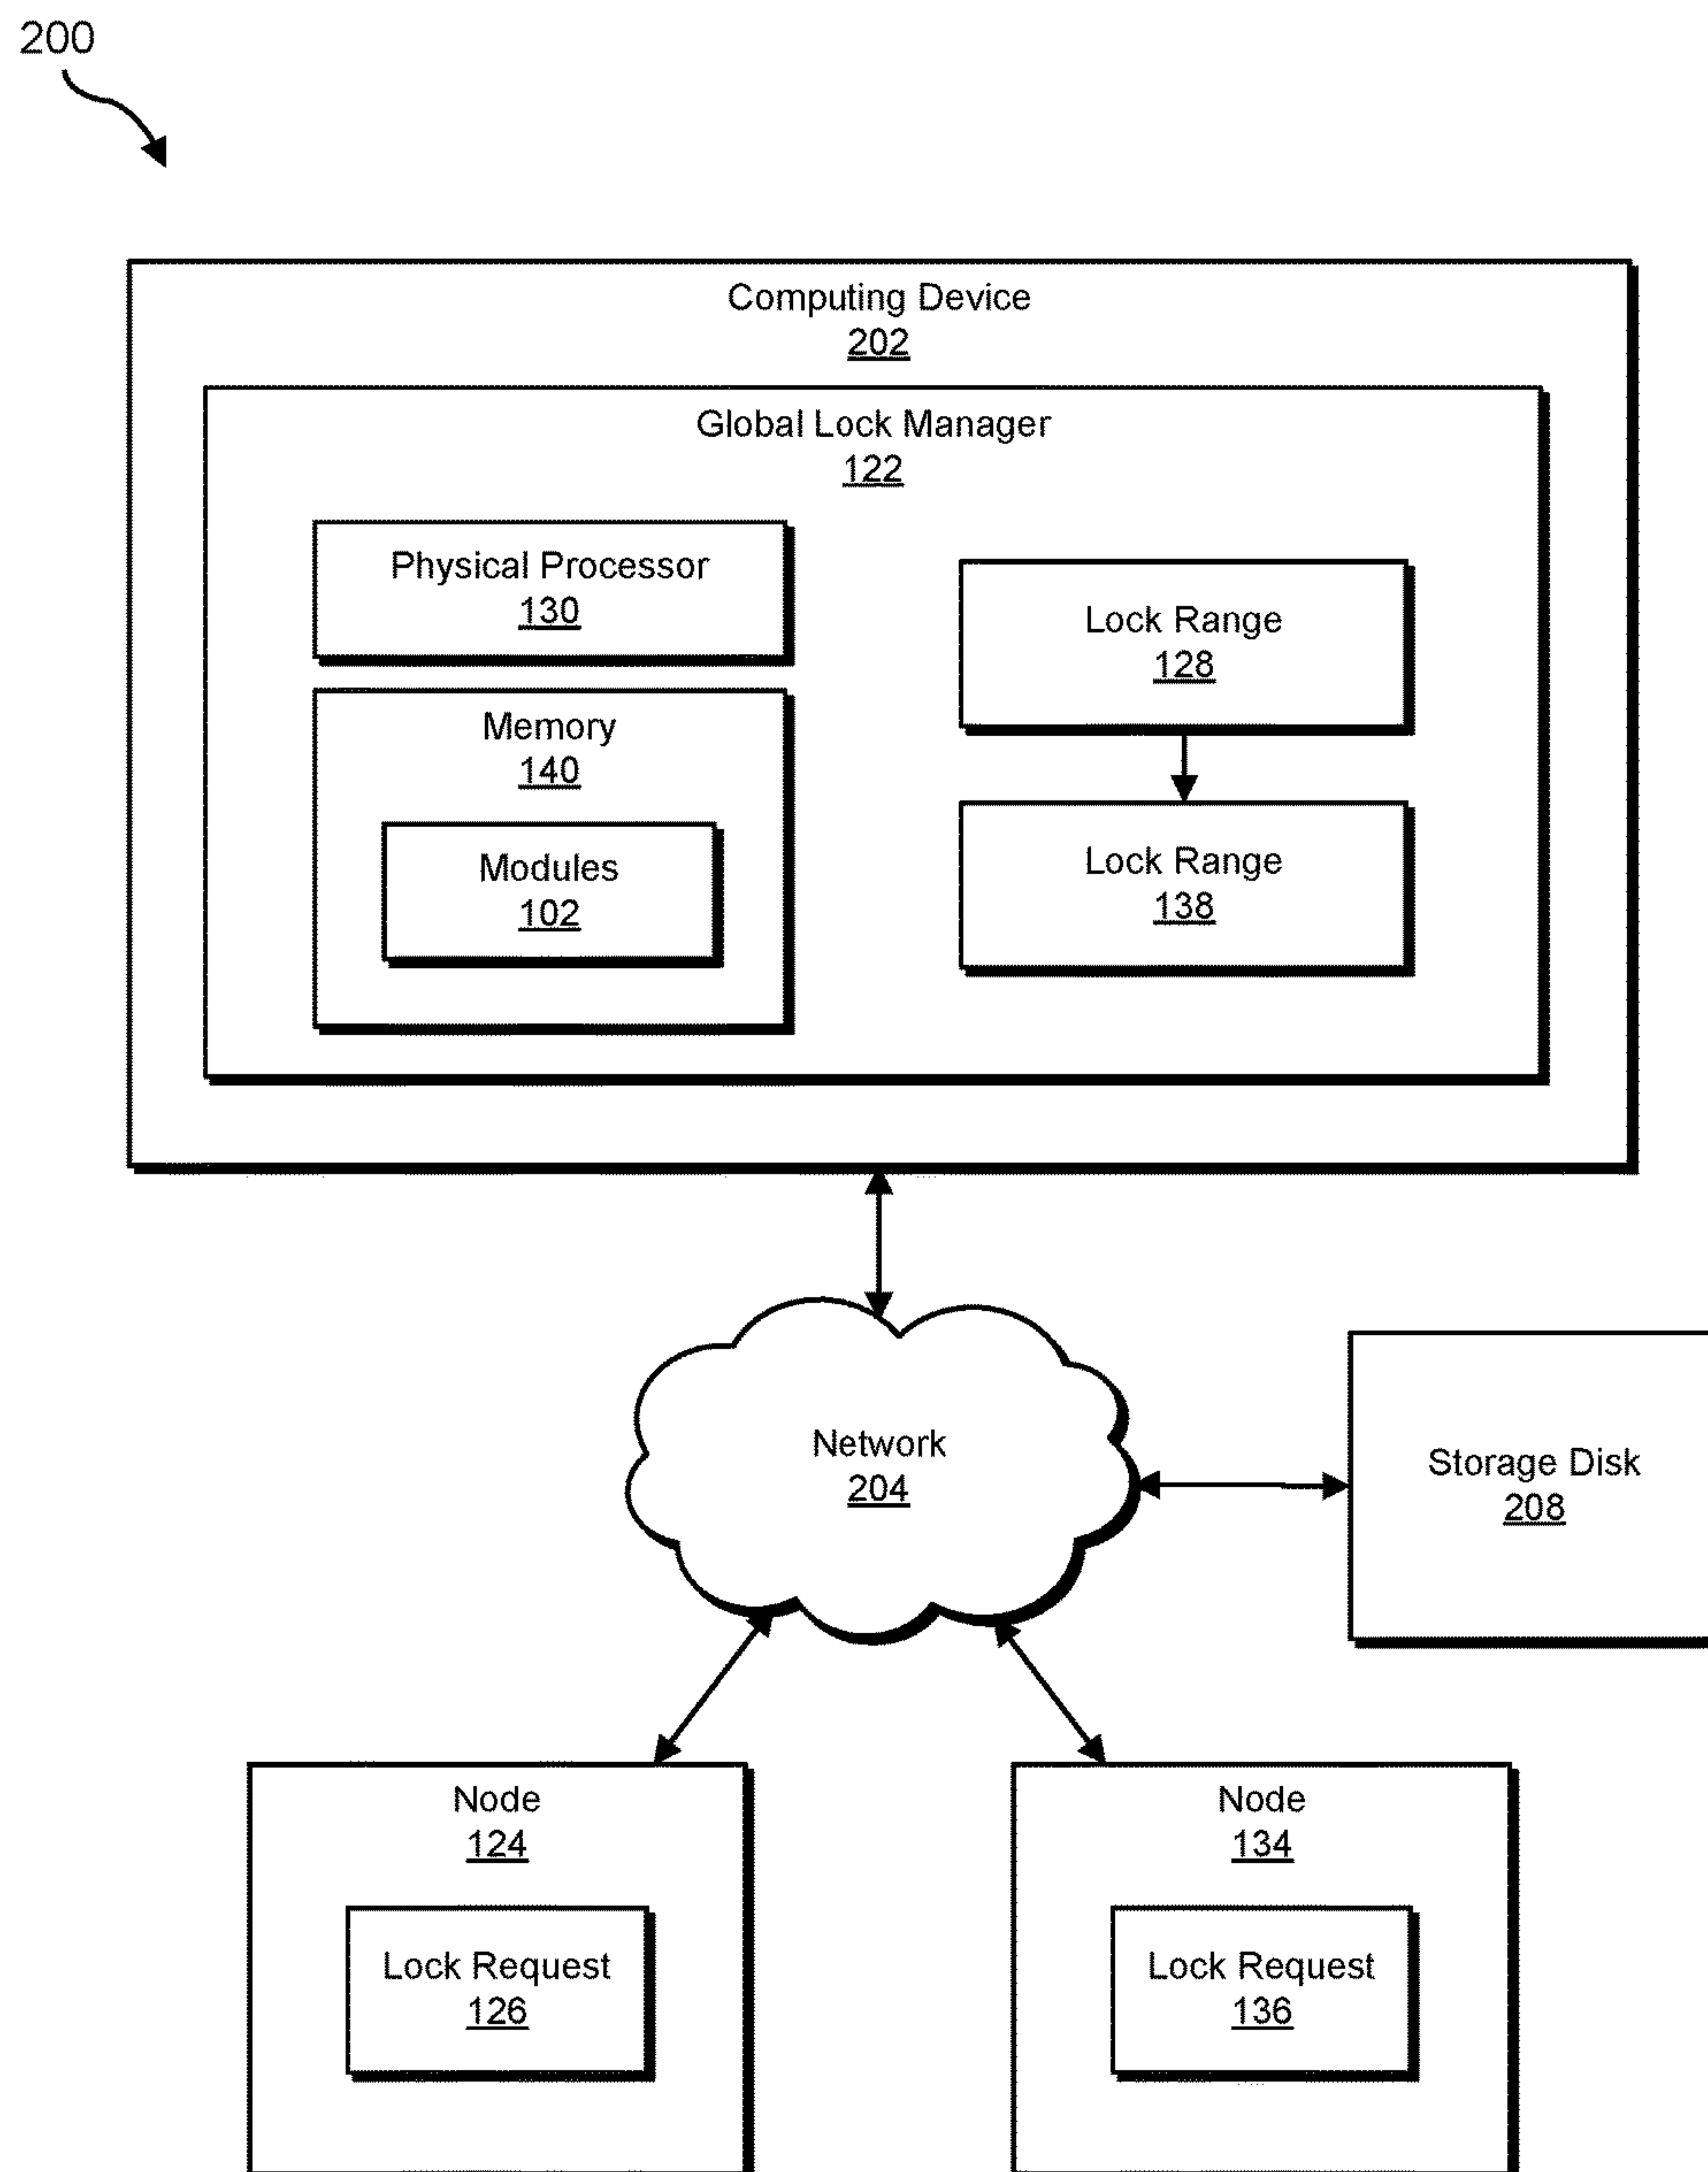 200
Computing Device
202
Global Lock Manager
122
Physical Processor
130
Memory
140
Modules
102
Lock Range
128
Lock Range
138
Network
204
Storage Disk
208
Node
124
Lock Request
126
Node
134
Lock Request
136